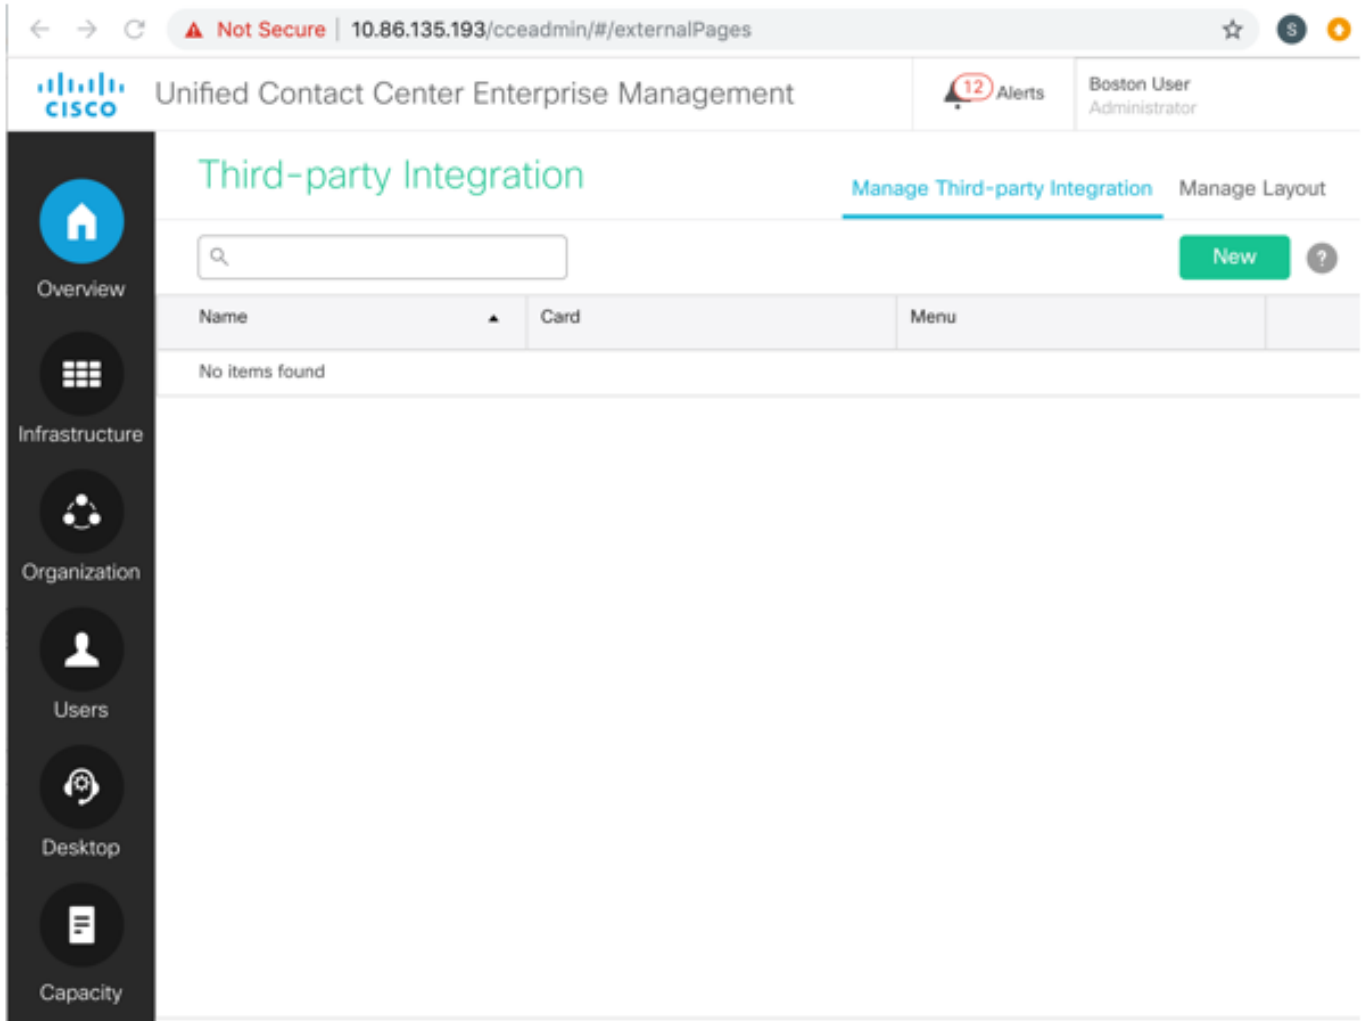 Not Secure | 10.86.135.193/cceadmin/#/externalPages
S
CISCO
Unified Contact Center Enterprise Management
12 Alerts
Boston User
Administrator
Third-party Integration
Manage Third-party Integration
Manage Layout
New
?
Name
Card
Menu
No items found
Overview
Infrastructure
Organization
Users
Desktop
Capacity